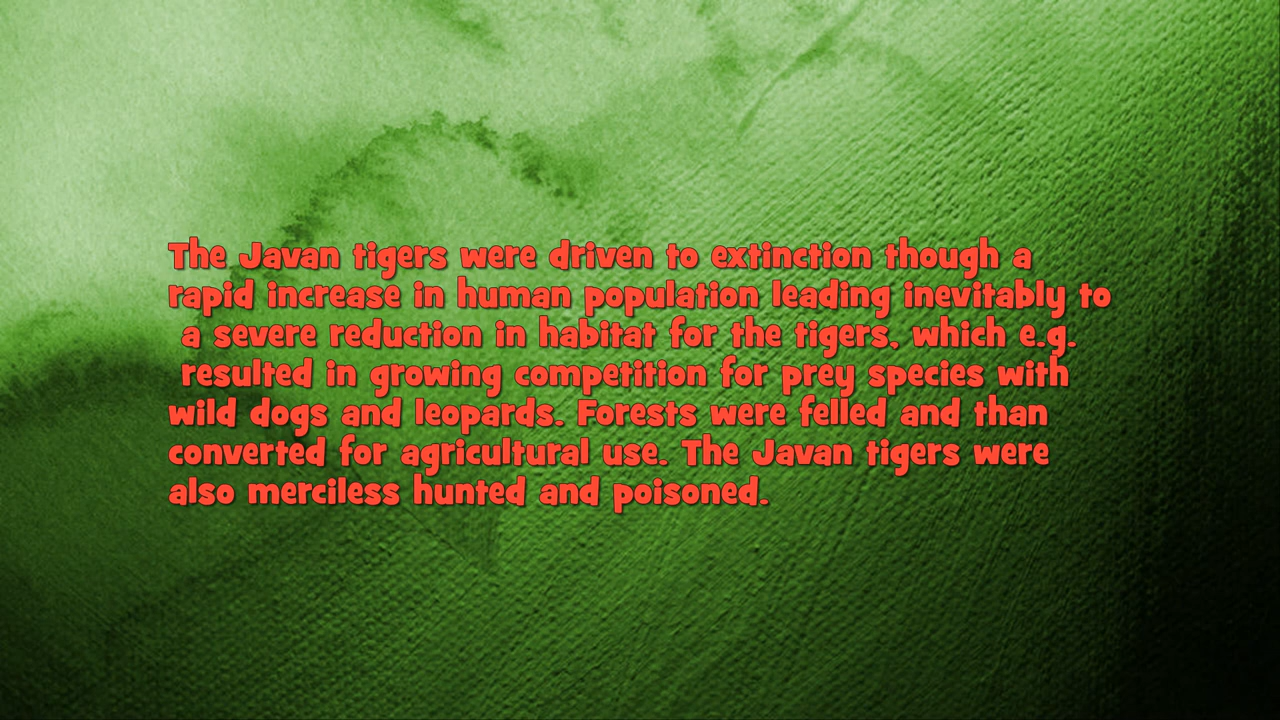 The Javan tigers were driven to extinction though a
rapid increase in human population leading inevitably to
a severe reduction in habitat for the tigers, which e.g.
resulted in growing competition for prey species with
wild dogs and leopards. Forests were felled and than
converted for agricultural use. The Javan tigers were
also merciless hunted and poisoned.